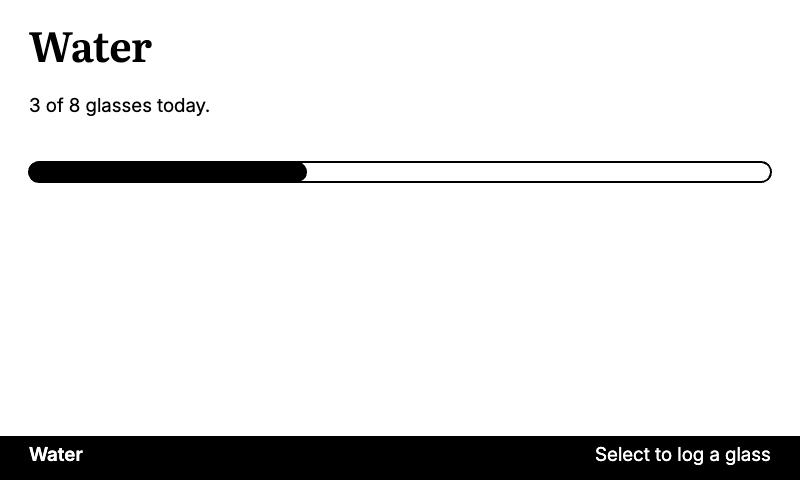 Water
3 of 8 glasses today.
Water
Select to log a glass